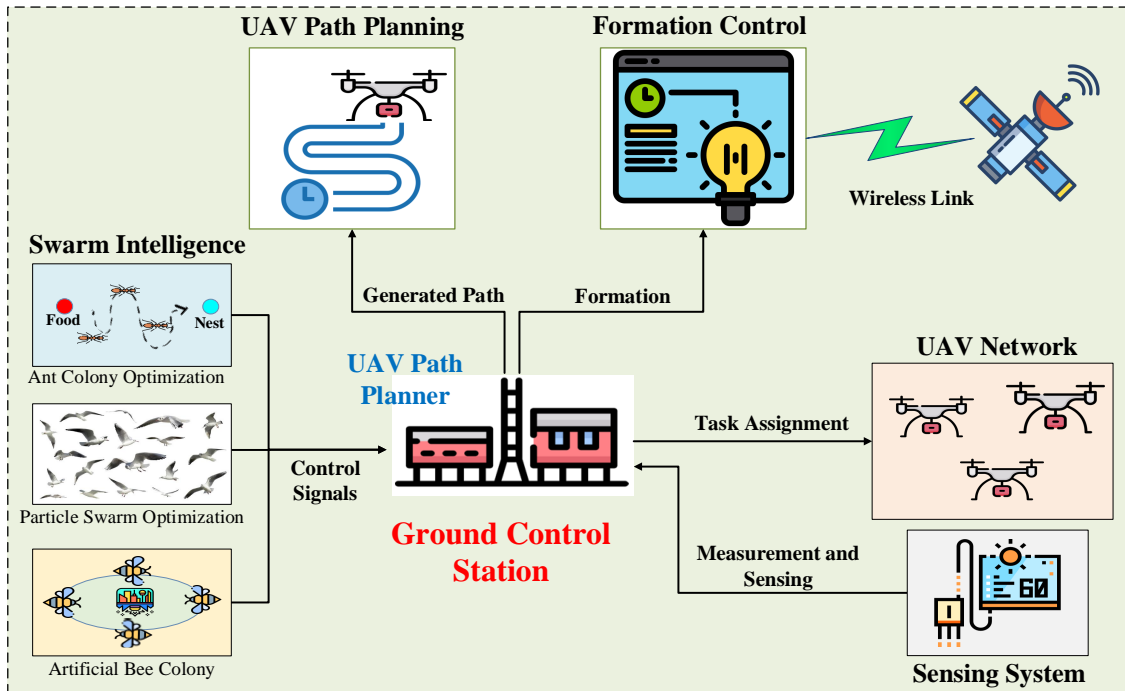 UAV Path Planning
Formation Control
Wireless Link
Swarm Intelligence
Food
Nest
Ant Colony Optimization
Generated Path
Formation
UAV Path
Planner
UAV Network
Task Assignment
Control
Signals
Particle Swarm Optimization
Ground Control
Station
Measurement and
Sensing
60
Artificial Bee Colony
Sensing System